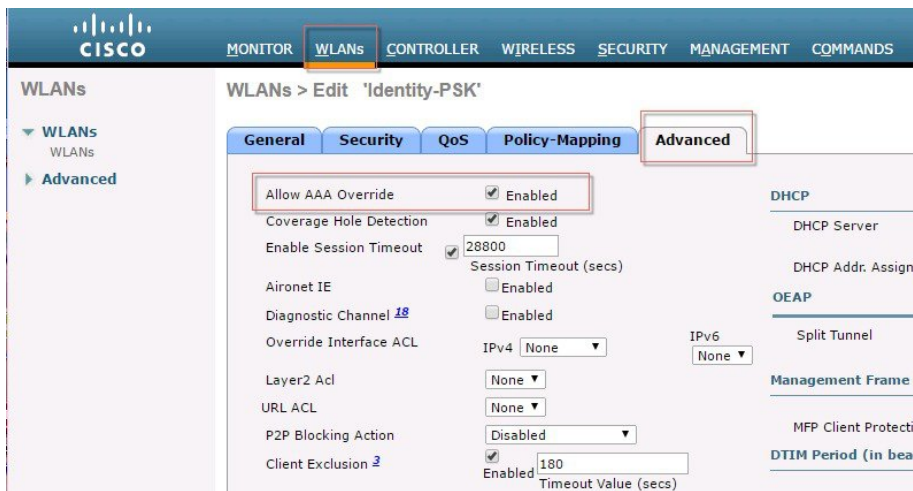 CISCO
MONITOR WLANs CONTROLLER WIRELESS SECURITY MANAGEMENT COMMANDS
WLANs
WLANs
WLANs
Advanced
WLANs > Edit 'Identity-PSK'
General Security QoS Policy-Mapping Advanced
Allow AAA Override Enabled
Coverage Hole Detection Enabled
Enable Session Timeout 28800
Session Timeout (secs)
Aironet IE Enabled
Diagnostic Channel 18 Enabled
Override Interface ACL IPv4 None IPv6 None
Layer2 Acl None
URL ACL None
P2P Blocking Action Disabled
Client Exclusion 3 Enabled 180
Timeout Value (secs)
DHCP
DHCP Server
DHCP Addr. Assign
OEAP
Split Tunnel
Management Frame
MFP Client Protecti
DTIM Period (in bea